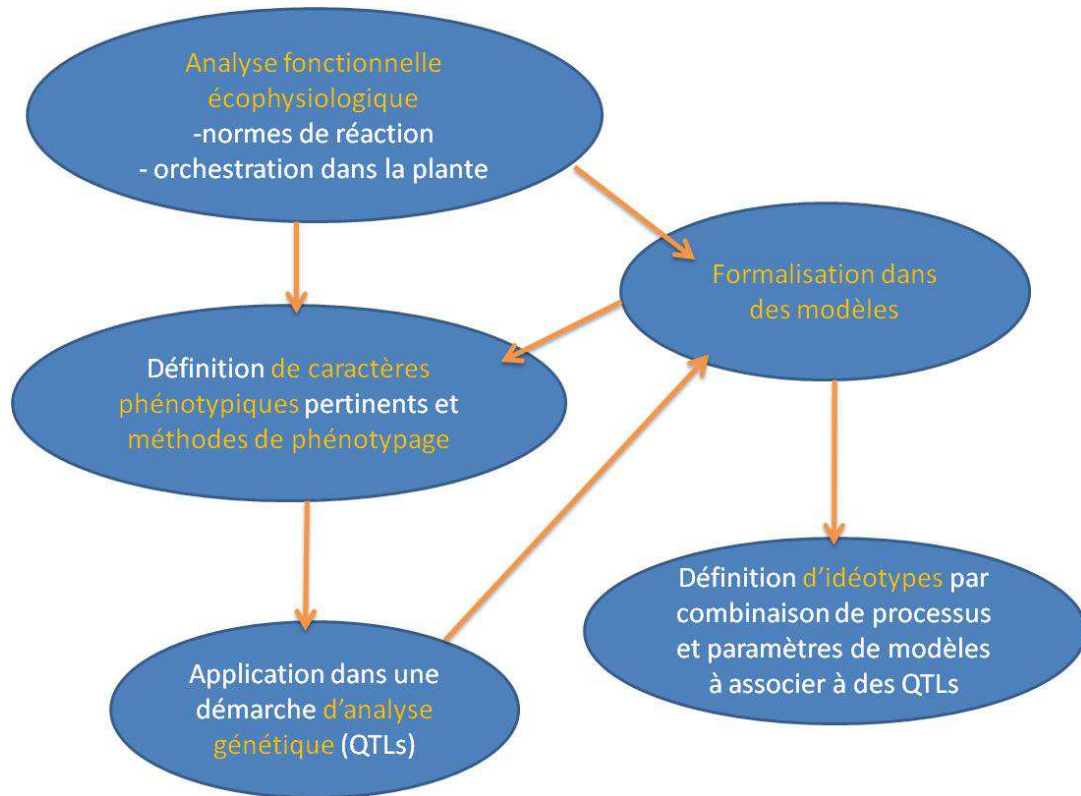 Analyse fonctionnelle
écophysiologique
-normes de réaction
- orchestration dans la plante
Formalisation dans
des modèles
Définition de caractères
phénotypiques pertinents et
méthodes de phénotypage
Définition d'idéotypes par
combinaison de processus
et paramètres de modèles
à associer à des QTLs
Application dans une
démarche d'analyse
génétique (QTLs)